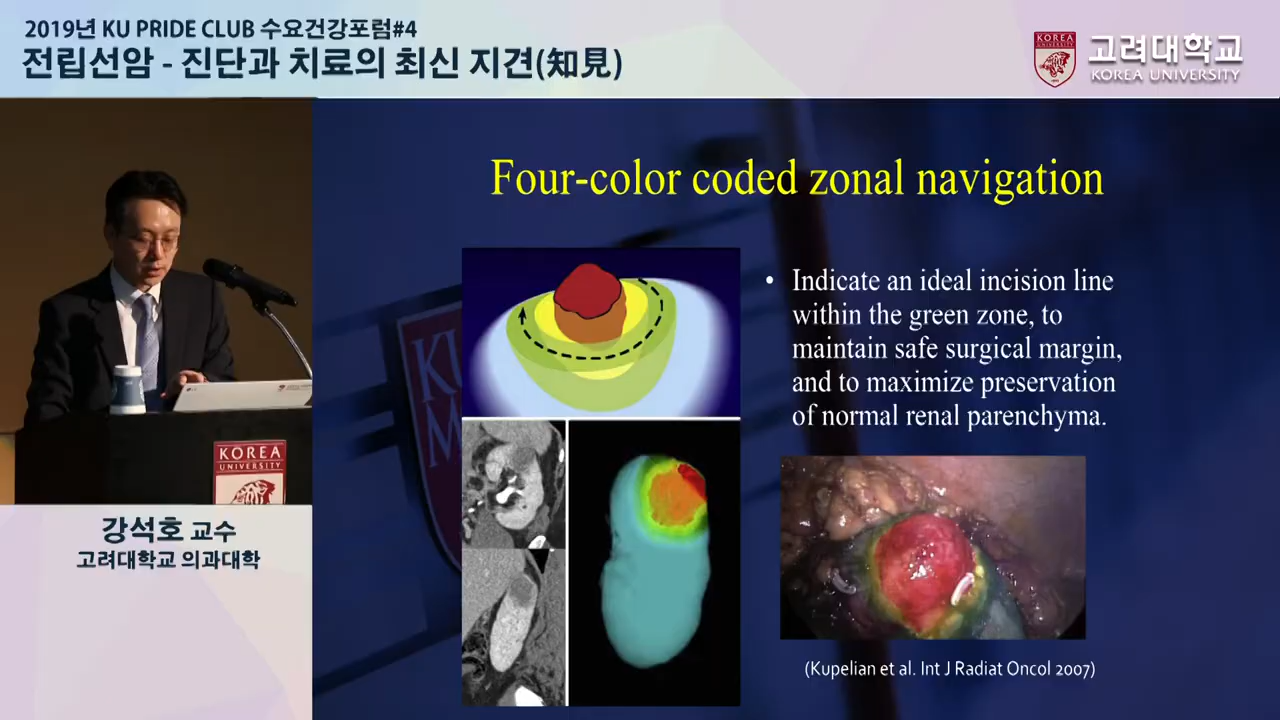 2019년 KU PRIDE CLUB 수요건강포럼#4
전립선암 - 진단과 치료의 최신 지견(知見)
KOREA
고려대학교
KOREA UNIVERSITY
Four-color coded zonal navigation
• Indicate an ideal incision line
within the green zone, to
maintain safe surgical margin,
and to maximize preservation
of normal renal parenchyma.
(Kupelian et al. Int J Radiat Oncol 2007)
KOREA
UNIVERSITY
강석호 교수
고려대학교 의과대학